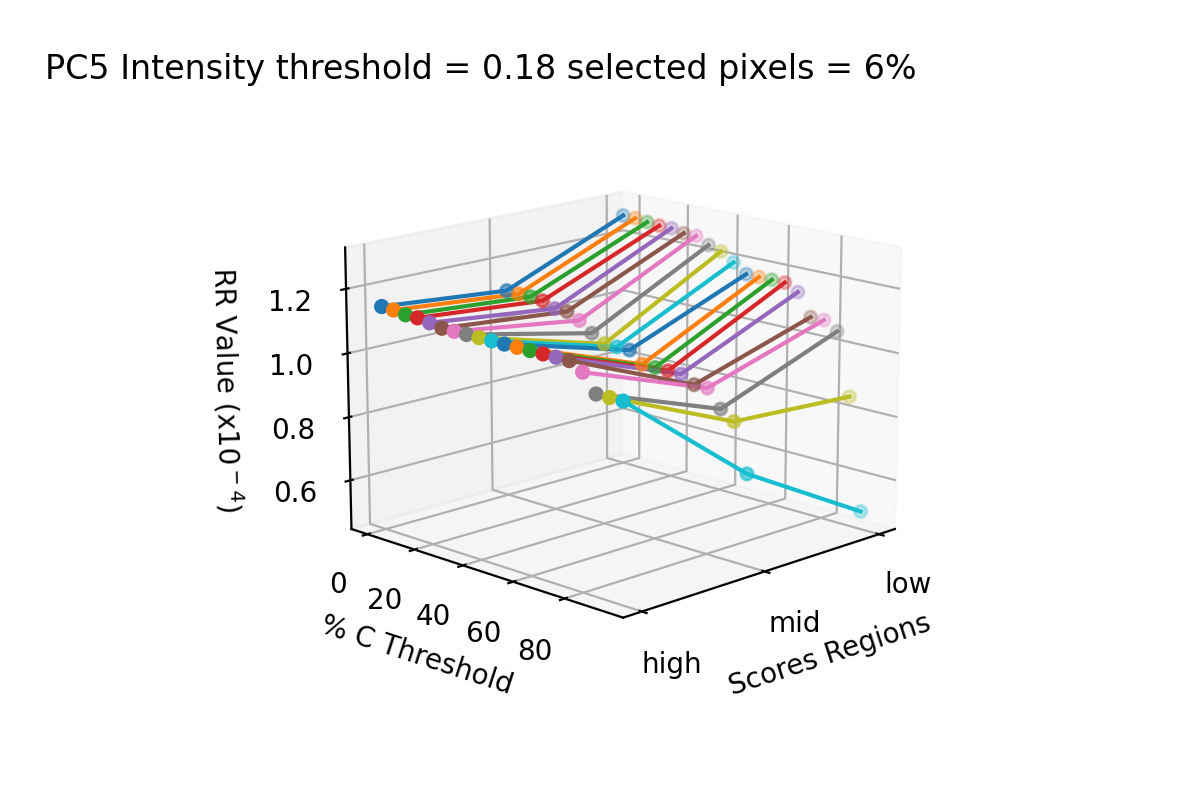 PC5 Intensity threshold = 0.18 selected pixels = 6%
RR Value (x10⁻⁴)
1.2
1.0
0.8
0.6
0
20
40
60
80
% C Threshold
high
mid
low
Scores Regions